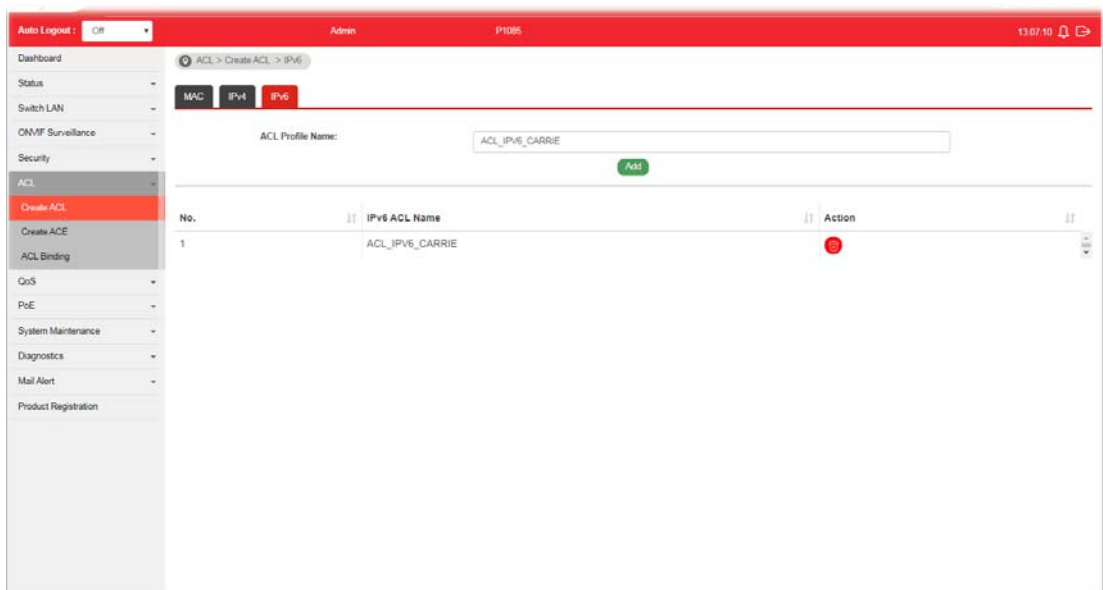 Auto Logout : Off Admin P1085 13:07:10
Dashboard
ACL > Create ACL > IPv6
Status
MAC IPv4 IPv6
Switch LAN
ONVIF Surveillance
ACL Profile Name: ACL_IPV6_CARRIE
Security
Add
ACL
Create ACL
No. IPv6 ACL Name Action
Create ACE
1 ACL_IPV6_CARRIE
ACL Binding
QoS
PoE
System Maintenance
Diagnostics
Mail Alert
Product Registration